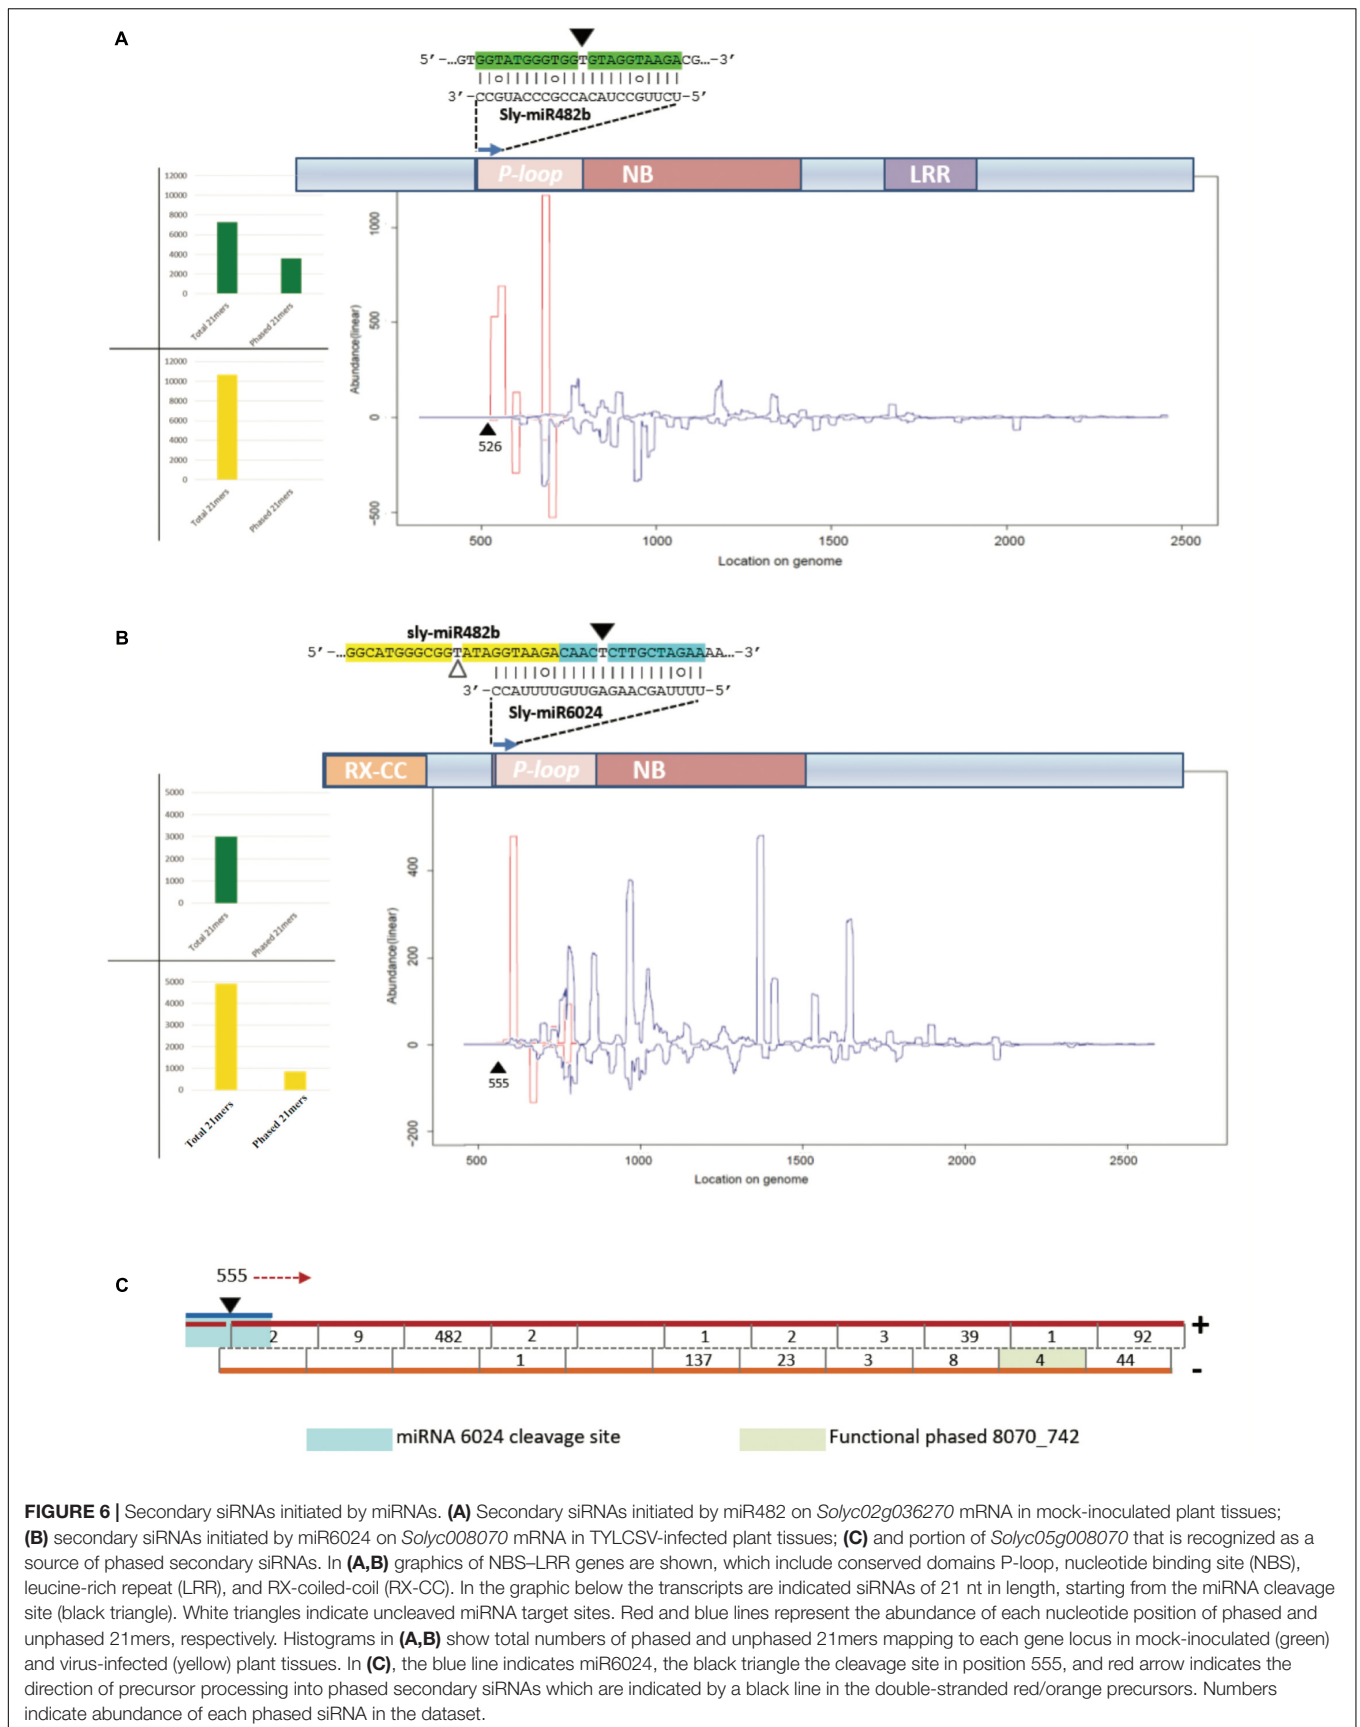 A
5’-…GTGGTATGGGTGGTGTAGGTAAGACG…-3’
3’-CCGUACCCGCCACAUCCGUUCU-5’
Sly-miR482b
P-loop
NB
LRR
12000
10000
8000
6000
4000
2000
0
Total 21mers
Phased 21mers
12000
10000
8000
6000
4000
2000
0
Total 21mers
Phased 21mers
Abundance(linear)
1000
500
0
-500
526
500
1000
1500
2000
2500
Location on genome
B
sly-miR482b
5’-…GGCATGGGCGGTATAGGTAAGACAACTCTTGCTAGAAAA…-3’
3’-CCAUUUUGUUGAGAACGAUUUU-5’
Sly-miR6024
RX-CC
P-loop
NB
5000
4000
3000
2000
1000
0
Total 21mers
Phased 21mers
5000
4000
3000
2000
1000
0
Total 21mers
Phased 21mers
Abundance(linear)
400
200
0
-200
555
500
1000
1500
2000
2500
Location on genome
C
555
2 9 482 2 1 2 3 39 1 92 +
1 137 23 3 8 4 44 -
miRNA 6024 cleavage site
Functional phased 8070_742
FIGURE 6 | Secondary siRNAs initiated by miRNAs. (A) Secondary siRNAs initiated by miR482 on Solyc02g036270 mRNA in mock-inoculated plant tissues;
(B) secondary siRNAs initiated by miR6024 on Solyc008070 mRNA in TYLCSV-infected plant tissues; (C) and portion of Solyc05g008070 that is recognized as a
source of phased secondary siRNAs. In (A,B) graphics of NBS–LRR genes are shown, which include conserved domains P-loop, nucleotide binding site (NBS),
leucine-rich repeat (LRR), and RX-coiled-coil (RX-CC). In the graphic below the transcripts are indicated siRNAs of 21 nt in length, starting from the miRNA cleavage
site (black triangle). White triangles indicate uncleaved miRNA target sites. Red and blue lines represent the abundance of each nucleotide position of phased and
unphased 21mers, respectively. Histograms in (A,B) show total numbers of phased and unphased 21mers mapping to each gene locus in mock-inoculated (green)
and virus-infected (yellow) plant tissues. In (C), the blue line indicates miR6024, the black triangle the cleavage site in position 555, and red arrow indicates the
direction of precursor processing into phased secondary siRNAs which are indicated by a black line in the double-stranded red/orange precursors. Numbers
indicate abundance of each phased siRNA in the dataset.